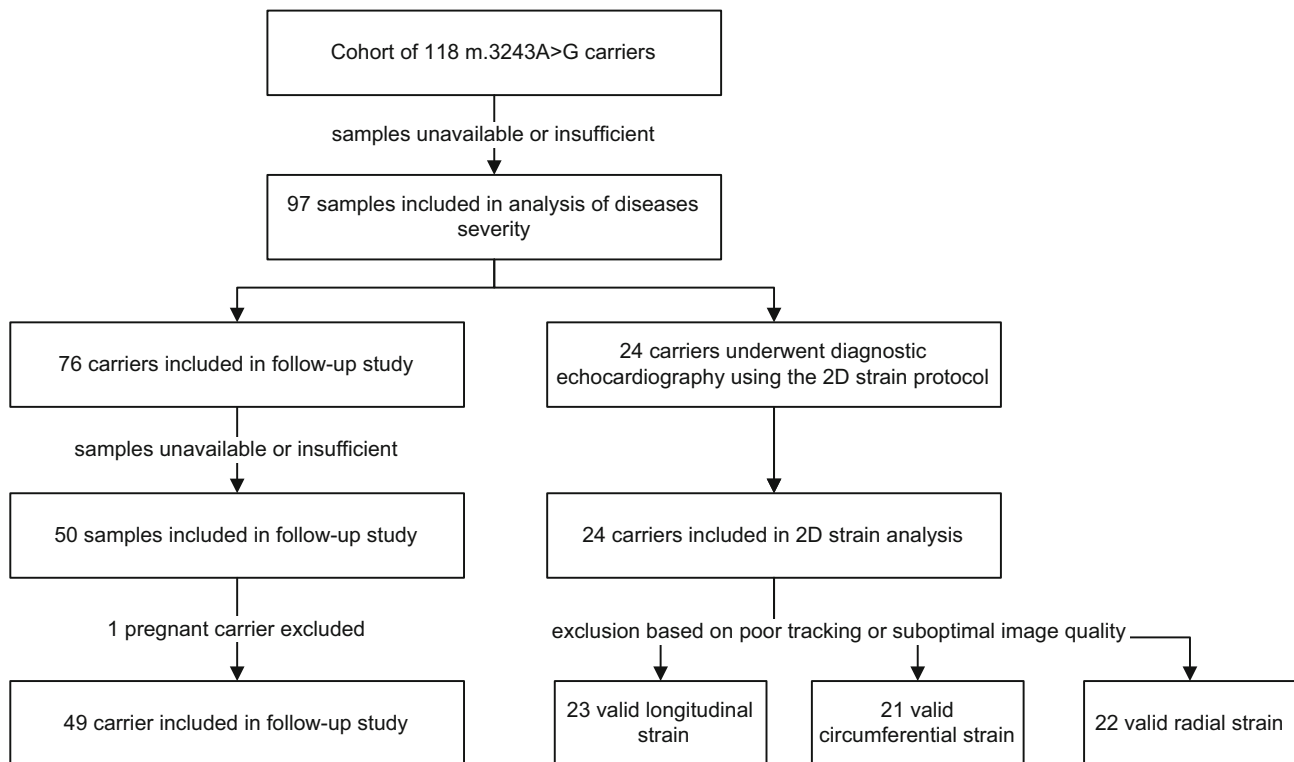 Cohort of 118 m.3243A>G carriers
samples unavailable or insufficient
97 samples included in analysis of diseases
severity
76 carriers included in follow-up study
24 carriers underwent diagnostic
echocardiography using the 2D strain protocol
samples unavailable or insufficient
50 samples included in follow-up study
24 carriers included in 2D strain analysis
1 pregnant carrier excluded
exclusion based on poor tracking or suboptimal image quality
49 carrier included in follow-up study
23 valid longitudinal
strain
21 valid
circumferential strain
22 valid radial strain